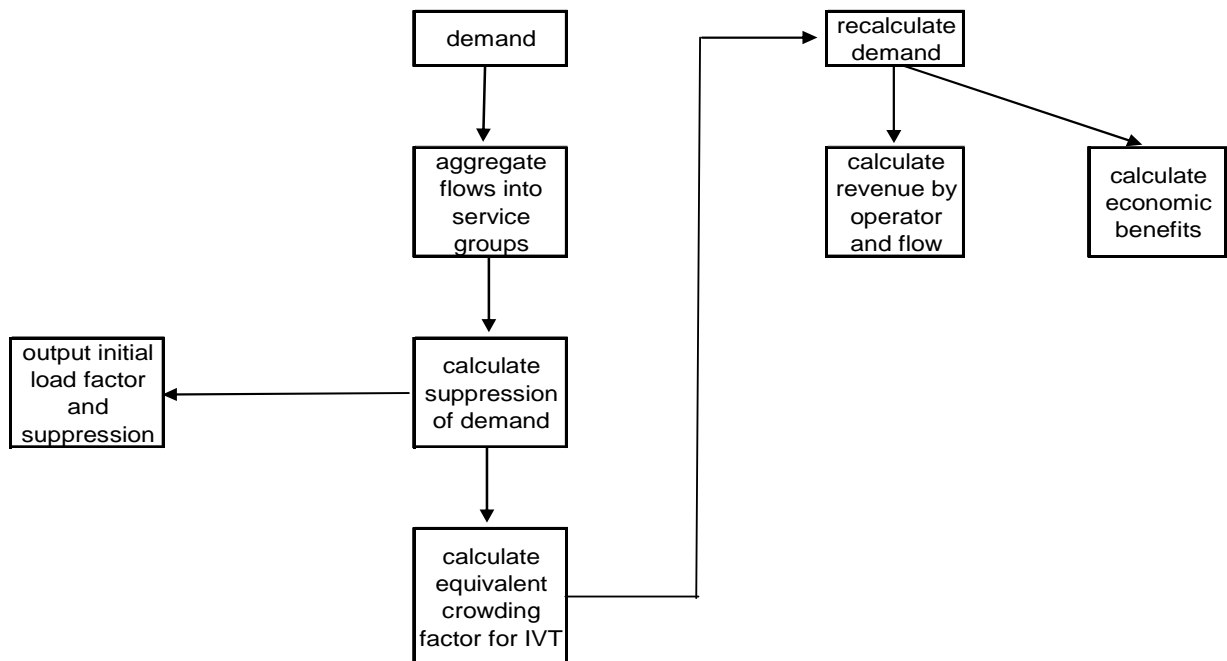 demand
aggregate
flows into
service
groups
calculate
suppression
of demand
output initial
load factor
and
suppression
calculate
equivalent
crowding
factor for IVT
recalculate
demand
calculate
revenue by
operator
and flow
calculate
economic
benefits